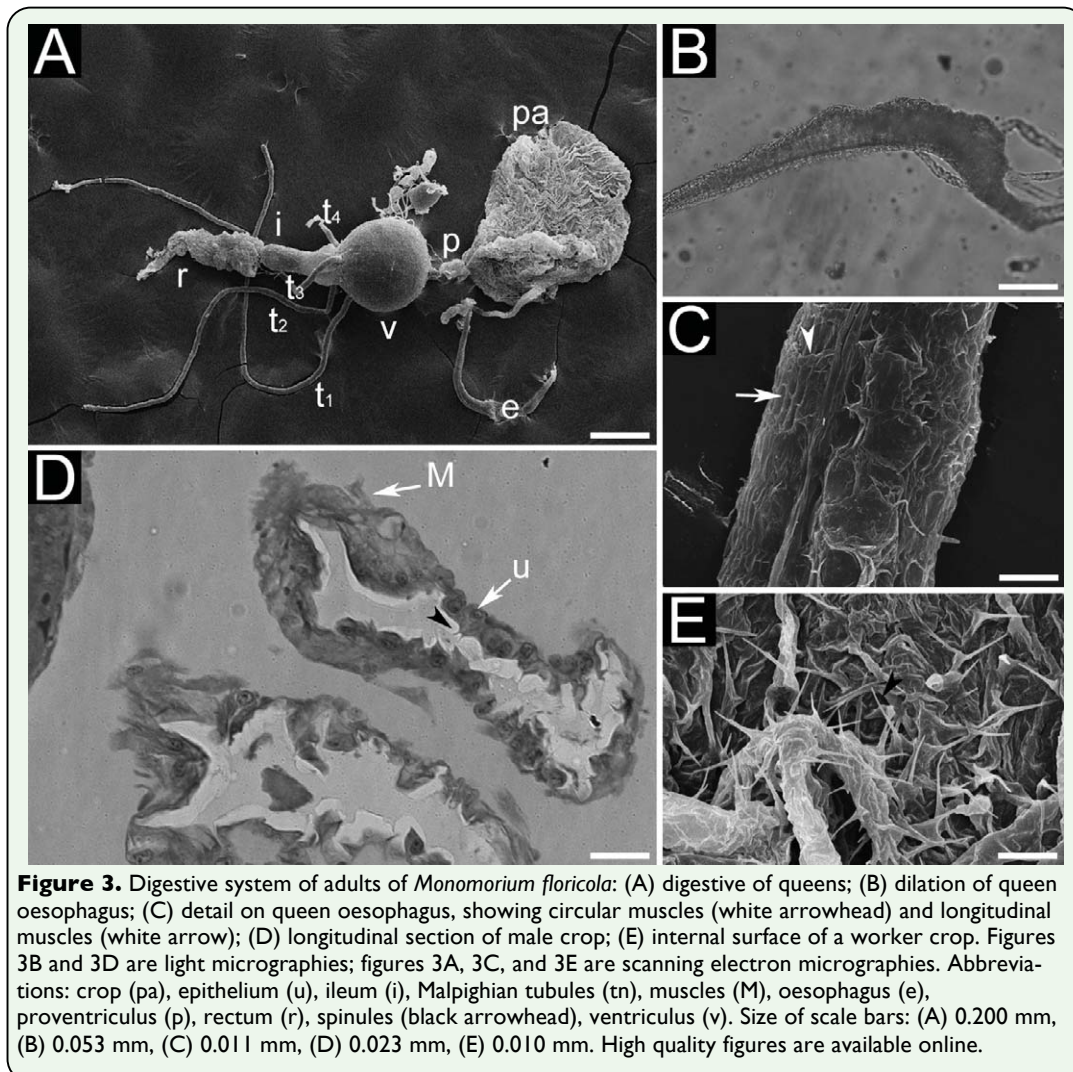 A
pa
i
t4
p
r
t3
t2
v
t1
e
B
C
D
M
u
E
Figure 3. Digestive system of adults of Monomorium floricola: (A) digestive of queens; (B) dilation of queen
oesophagus; (C) detail on queen oesophagus, showing circular muscles (white arrowhead) and longitudinal
muscles (white arrow); (D) longitudinal section of male crop; (E) internal surface of a worker crop. Figures
3B and 3D are light micrographies; figures 3A, 3C, and 3E are scanning electron micrographies. Abbrevia-
tions: crop (pa), epithelium (u), ileum (i), Malpighian tubules (tn), muscles (M), oesophagus (e),
proventriculus (p), rectum (r), spinules (black arrowhead), ventriculus (v). Size of scale bars: (A) 0.200 mm,
(B) 0.053 mm, (C) 0.011 mm, (D) 0.023 mm, (E) 0.010 mm. High quality figures are available online.